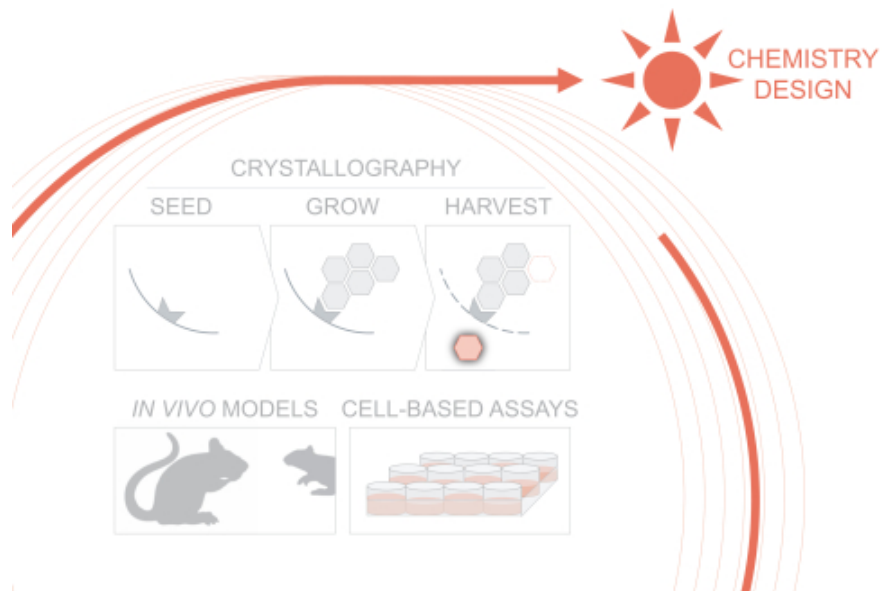 CHEMISTRY
DESIGN
CRYSTALLOGRAPHY
SEED GROW HARVEST
IN VIVO MODELS CELL-BASED ASSAYS